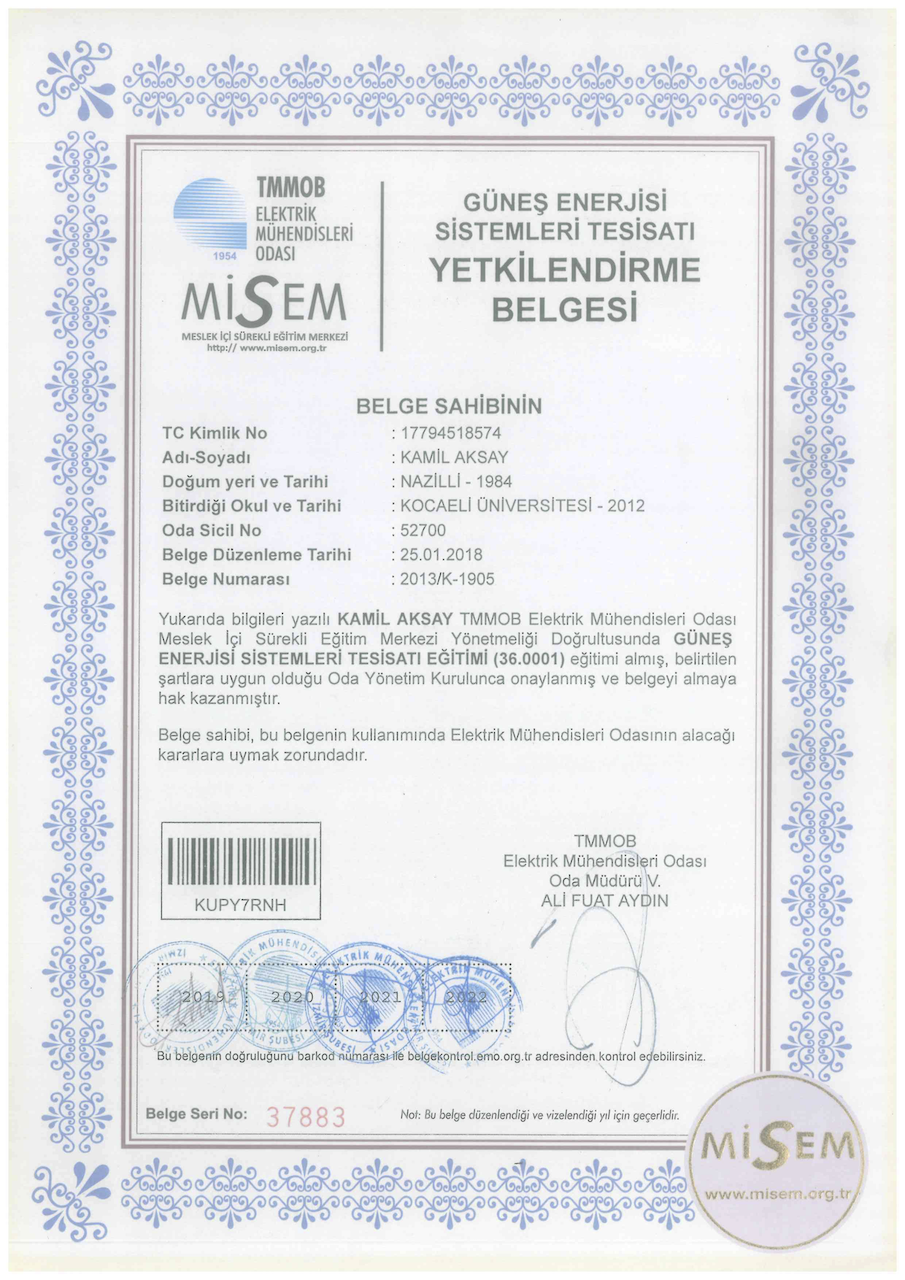 TMMOB
ELEKTRİK
MÜHENDİSLERİ
ODASI
1954
MiSEM
MESLEK İÇİ SÜREKLİ EĞİTİM MERKEZİ
http:// www.misem.org.tr
GÜNEŞ ENERJİSİ
SİSTEMLERİ TESİSATI
YETKİLENDİRME
BELGESİ
BELGE SAHİBİNİN
TC Kimlik No : 17794518574
Adı-Soyadı : KAMİL AKSAY
Doğum yeri ve Tarihi : NAZİLLİ - 1984
Bitirdiği Okul ve Tarihi : KOCAELİ ÜNİVERSİTESİ - 2012
Oda Sicil No : 52700
Belge Düzenleme Tarihi : 25.01.2018
Belge Numarası : 2013/K-1905
Yukarıda bilgileri yazılı KAMİL AKSAY TMMOB Elektrik Mühendisleri Odası
Meslek İçi Sürekli Eğitim Merkezi Yönetmeliği Doğrultusunda GÜNEŞ
ENERJİSİ SİSTEMLERİ TESİSATI EĞİTİMİ (36.0001) eğitimi almış, belirtilen
şartlara uygun olduğu Oda Yönetim Kurulunca onaylanmış ve belgeyi almaya
hak kazanmıştır.
Belge sahibi, bu belgenin kullanımında Elektrik Mühendisleri Odasının alacağı
kararlara uymak zorundadır.
KUPY7RNH
TMMOB
Elektrik Mühendisleri Odası
Oda Müdürü V.
ALİ FUAT AYDIN
2019 2020 2021 2022
Bu belgenin doğruluğunu barkod numarası ile belgekontrol.emo.org.tr adresinden kontrol edebilirsiniz.
Belge Seri No: 37883
Not: Bu belge düzenlendiği ve vizelendiği yıl için geçerlidir.
MiSEM
www.misem.org.tr